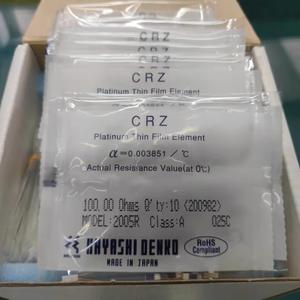 CRZ
CRZ
Platinum Thin Film Element
CRZ
Platinum Thin Film Element
α=0.003851 / ℃
Actual Resistance Value(at 0℃)
100.00 Ohms Q'ty:10 (200982)
MODEL:2005R Class:A 025C
HAYASHI DENKO
MADE IN JAPAN
RoHS
Compliant